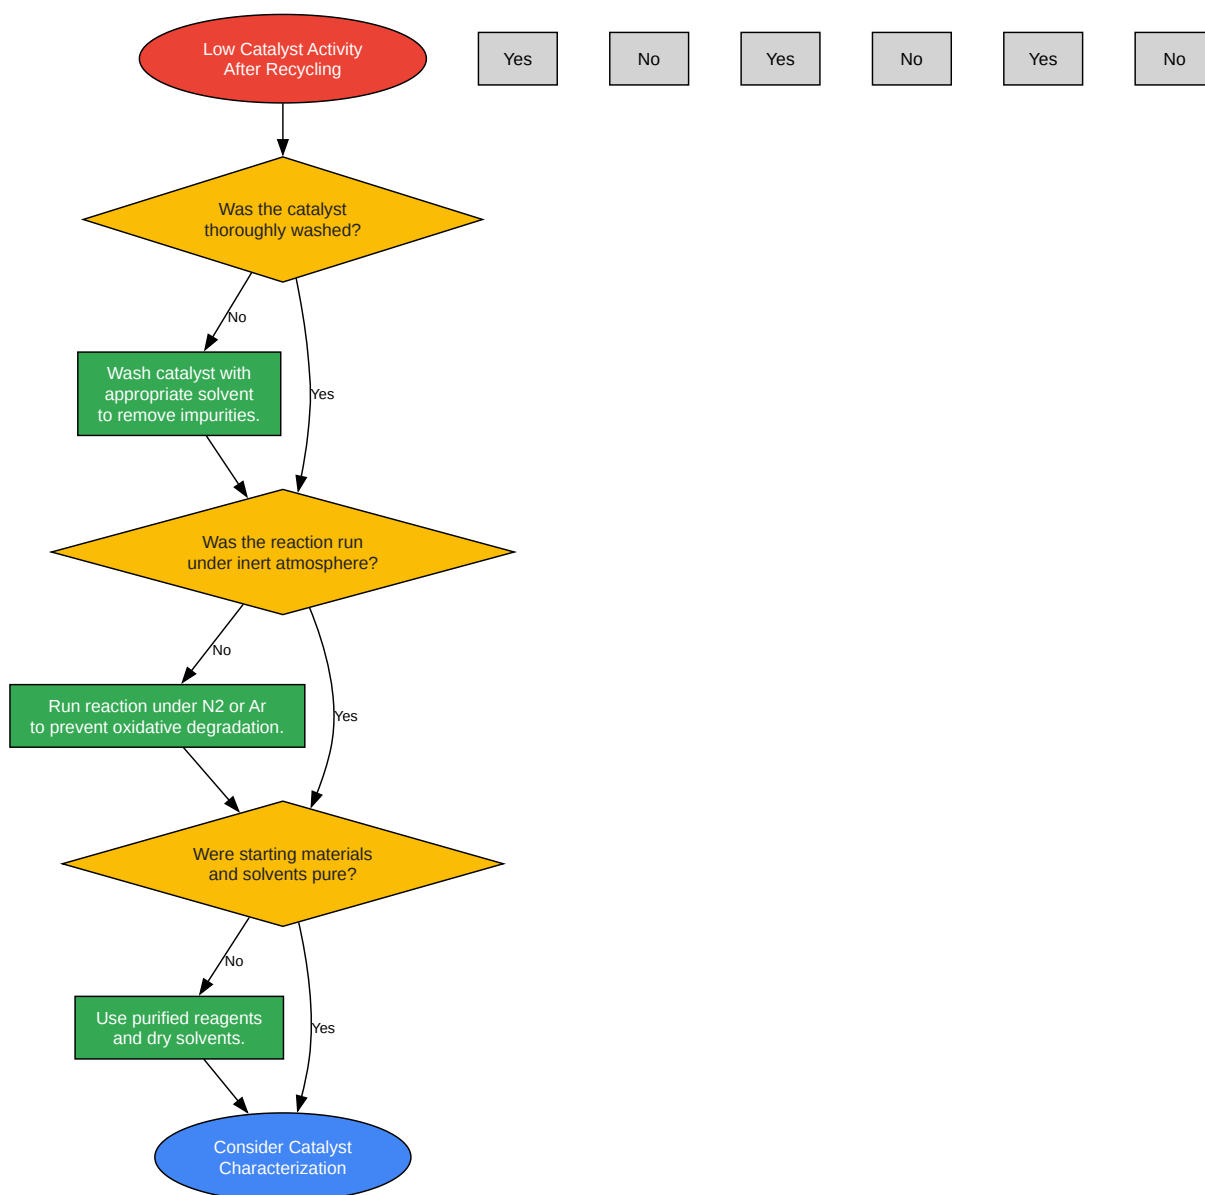 Low Catalyst Activity
After Recycling
Yes
No
Yes
No
Yes
No
Was the catalyst
thoroughly washed?
No
Wash catalyst with
appropriate solvent
to remove impurities.
Yes
Was the reaction run
under inert atmosphere?
No
Run reaction under N2 or Ar
to prevent oxidative degradation.
Yes
Were starting materials
and solvents pure?
No
Use purified reagents
and dry solvents.
Yes
Consider Catalyst
Characterization